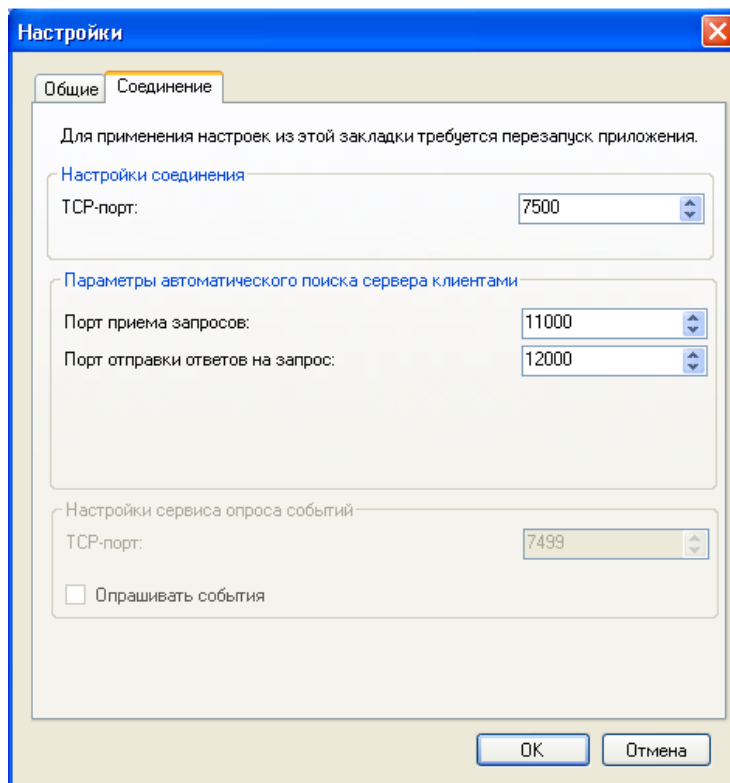 Настройки
Общие Соединение
Для применения настроек из этой закладки требуется перезапуск приложения.
Настройки соединения
TCP-порт: 7500
Параметры автоматического поиска сервера клиентами
Порт приема запросов: 11000
Порт отправки ответов на запрос: 12000
Настройки сервиса опроса событий
TCP-порт: 7499
Опрашивать события
OK Отмена